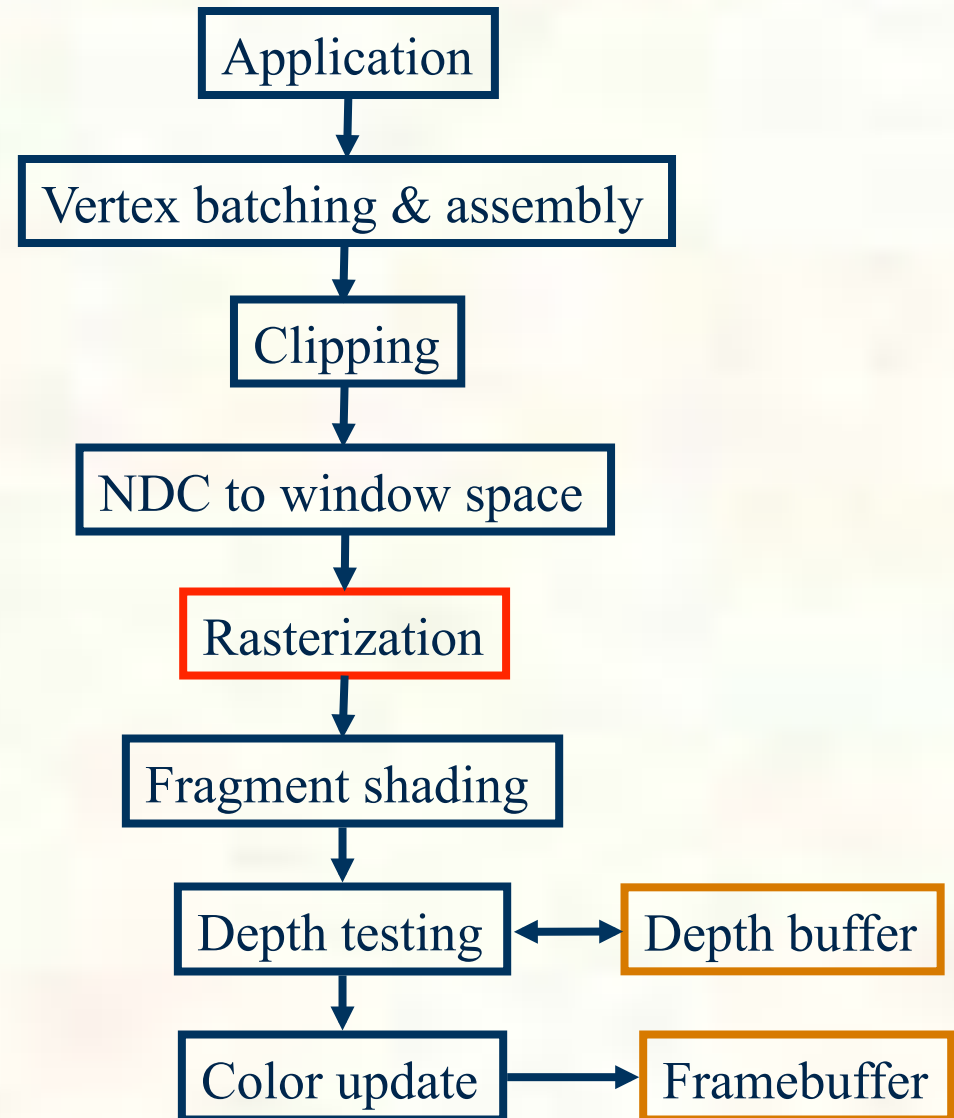 Application
Vertex batching & assembly
Clipping
NDC to window space
Rasterization
Fragment shading
Depth testing
Depth buffer
Color update
Framebuffer